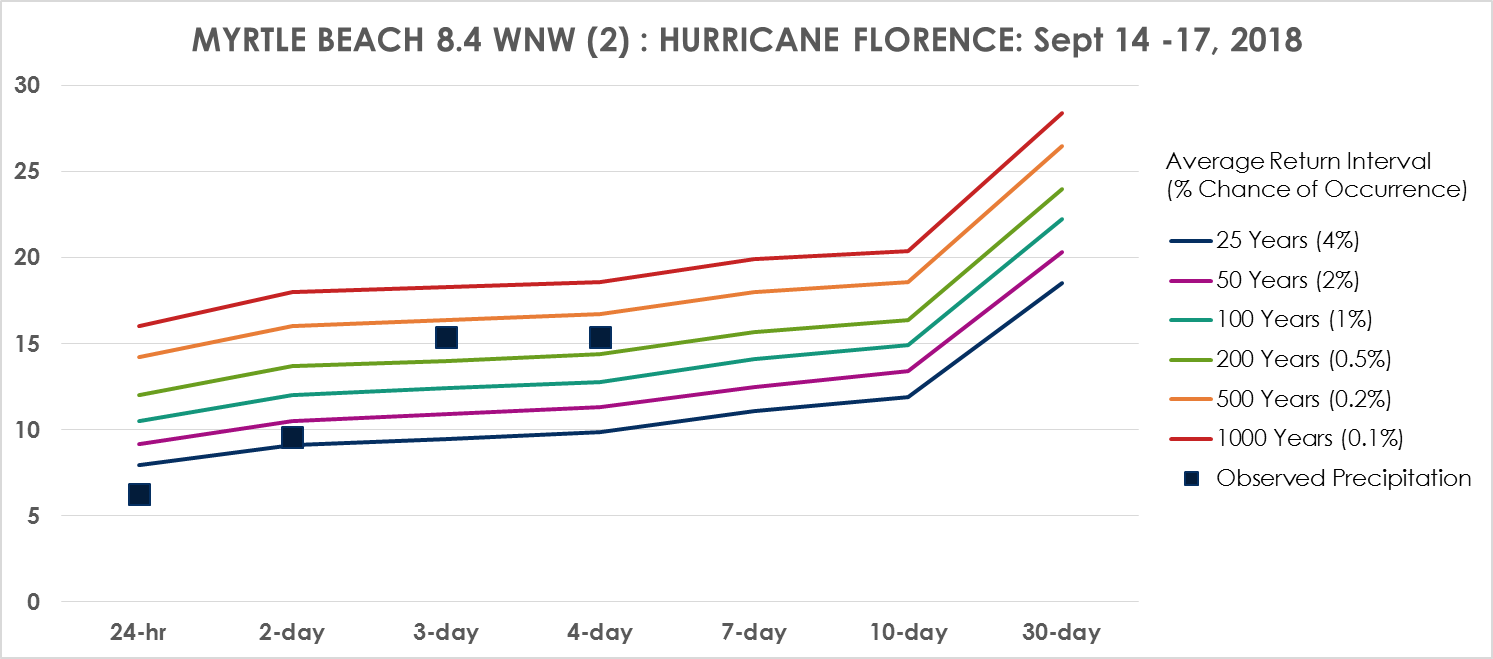 MYRTLE BEACH 8.4 WNW (2) : HURRICANE FLORENCE: Sept 14 -17, 2018
30
25
20
15
10
5
0
24-hr 2-day 3-day 4-day 7-day 10-day 30-day
Average Return Interval
(% Chance of Occurrence)
25 Years (4%)
50 Years (2%)
100 Years (1%)
200 Years (0.5%)
500 Years (0.2%)
1000 Years (0.1%)
Observed Precipitation